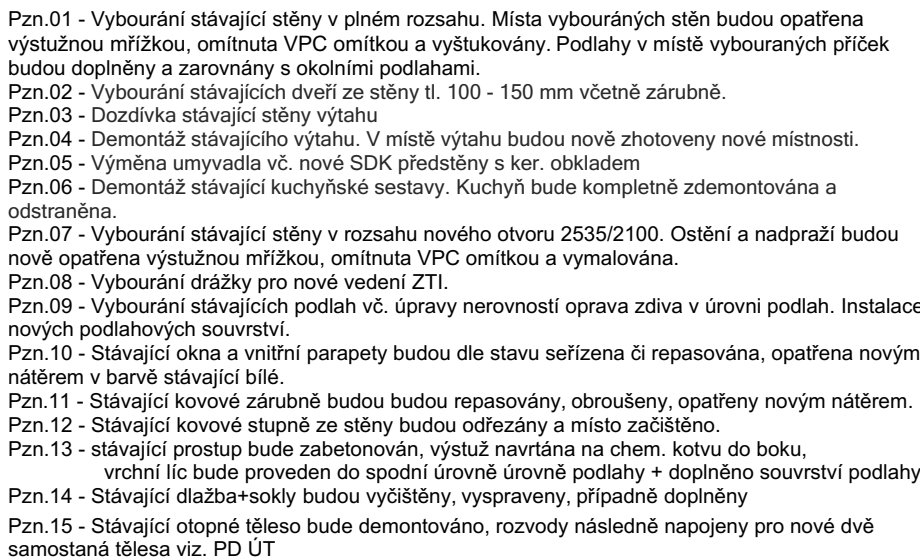 Pzn.01 - Vybourání stávající stěny v plném rozsahu. Místa vybouráných stěn budou opatřena
výstužnou mřížkou, omítnuta VPC omítkou a vyštukovány. Podlahy v místě vybouraných příček
budou doplněny a zarovnány s okolními podlahami.
Pzn.02 - Vybourání stávajících dveří ze stěny tl. 100 - 150 mm včetně zárubně.
Pzn.03 - Dozdívka stávající stěny výtahu
Pzn.04 - Demontáž stávajícího výtahu. V místě výtahu budou nově zhotoveny nové místnosti.
Pzn.05 - Výměna umyvadla vč. nové SDK předstěny s ker. obkladem
Pzn.06 - Demontáž stávající kuchyňské sestavy. Kuchyň bude kompletně zdemontována a
odstraněna.
Pzn.07 - Vybourání stávající stěny v rozsahu nového otvoru 2535/2100. Ostění a nadpraží budou
nově opatřena výstužnou mřížkou, omítnuta VPC omítkou a vymalována.
Pzn.08 - Vybourání drážky pro nové vedení ZTI.
Pzn.09 - Vybourání stávajících podlah vč. úpravy nerovností oprava zdiva v úrovni podlah. Instalace
nových podlahových souvrství.
Pzn.10 - Stávající okna a vnitřní parapety budou dle stavu seřízena či repasována, opatřena novým
nátěrem v barvě stávající bílé.
Pzn.11 - Stávající kovové zárubně budou budou repasovány, obroušeny, opatřeny novým nátěrem.
Pzn.12 - Stávající kovové stupně ze stěny budou odřezány a místo začištěno.
Pzn.13 - stávající prostup bude zabetonován, výstuž navrtána na chem. kotvu do boku,
vrchní líc bude proveden do spodní úrovně úrovně podlahy + doplněno souvrství podlahy
Pzn.14 - Stávající dlažba+sokly budou vyčištěny, vyspraveny, případně doplněny
Pzn.15 - Stávající otopné těleso bude demontováno, rozvody následně napojeny pro nové dvě
samostaná tělesa viz. PD ÚT